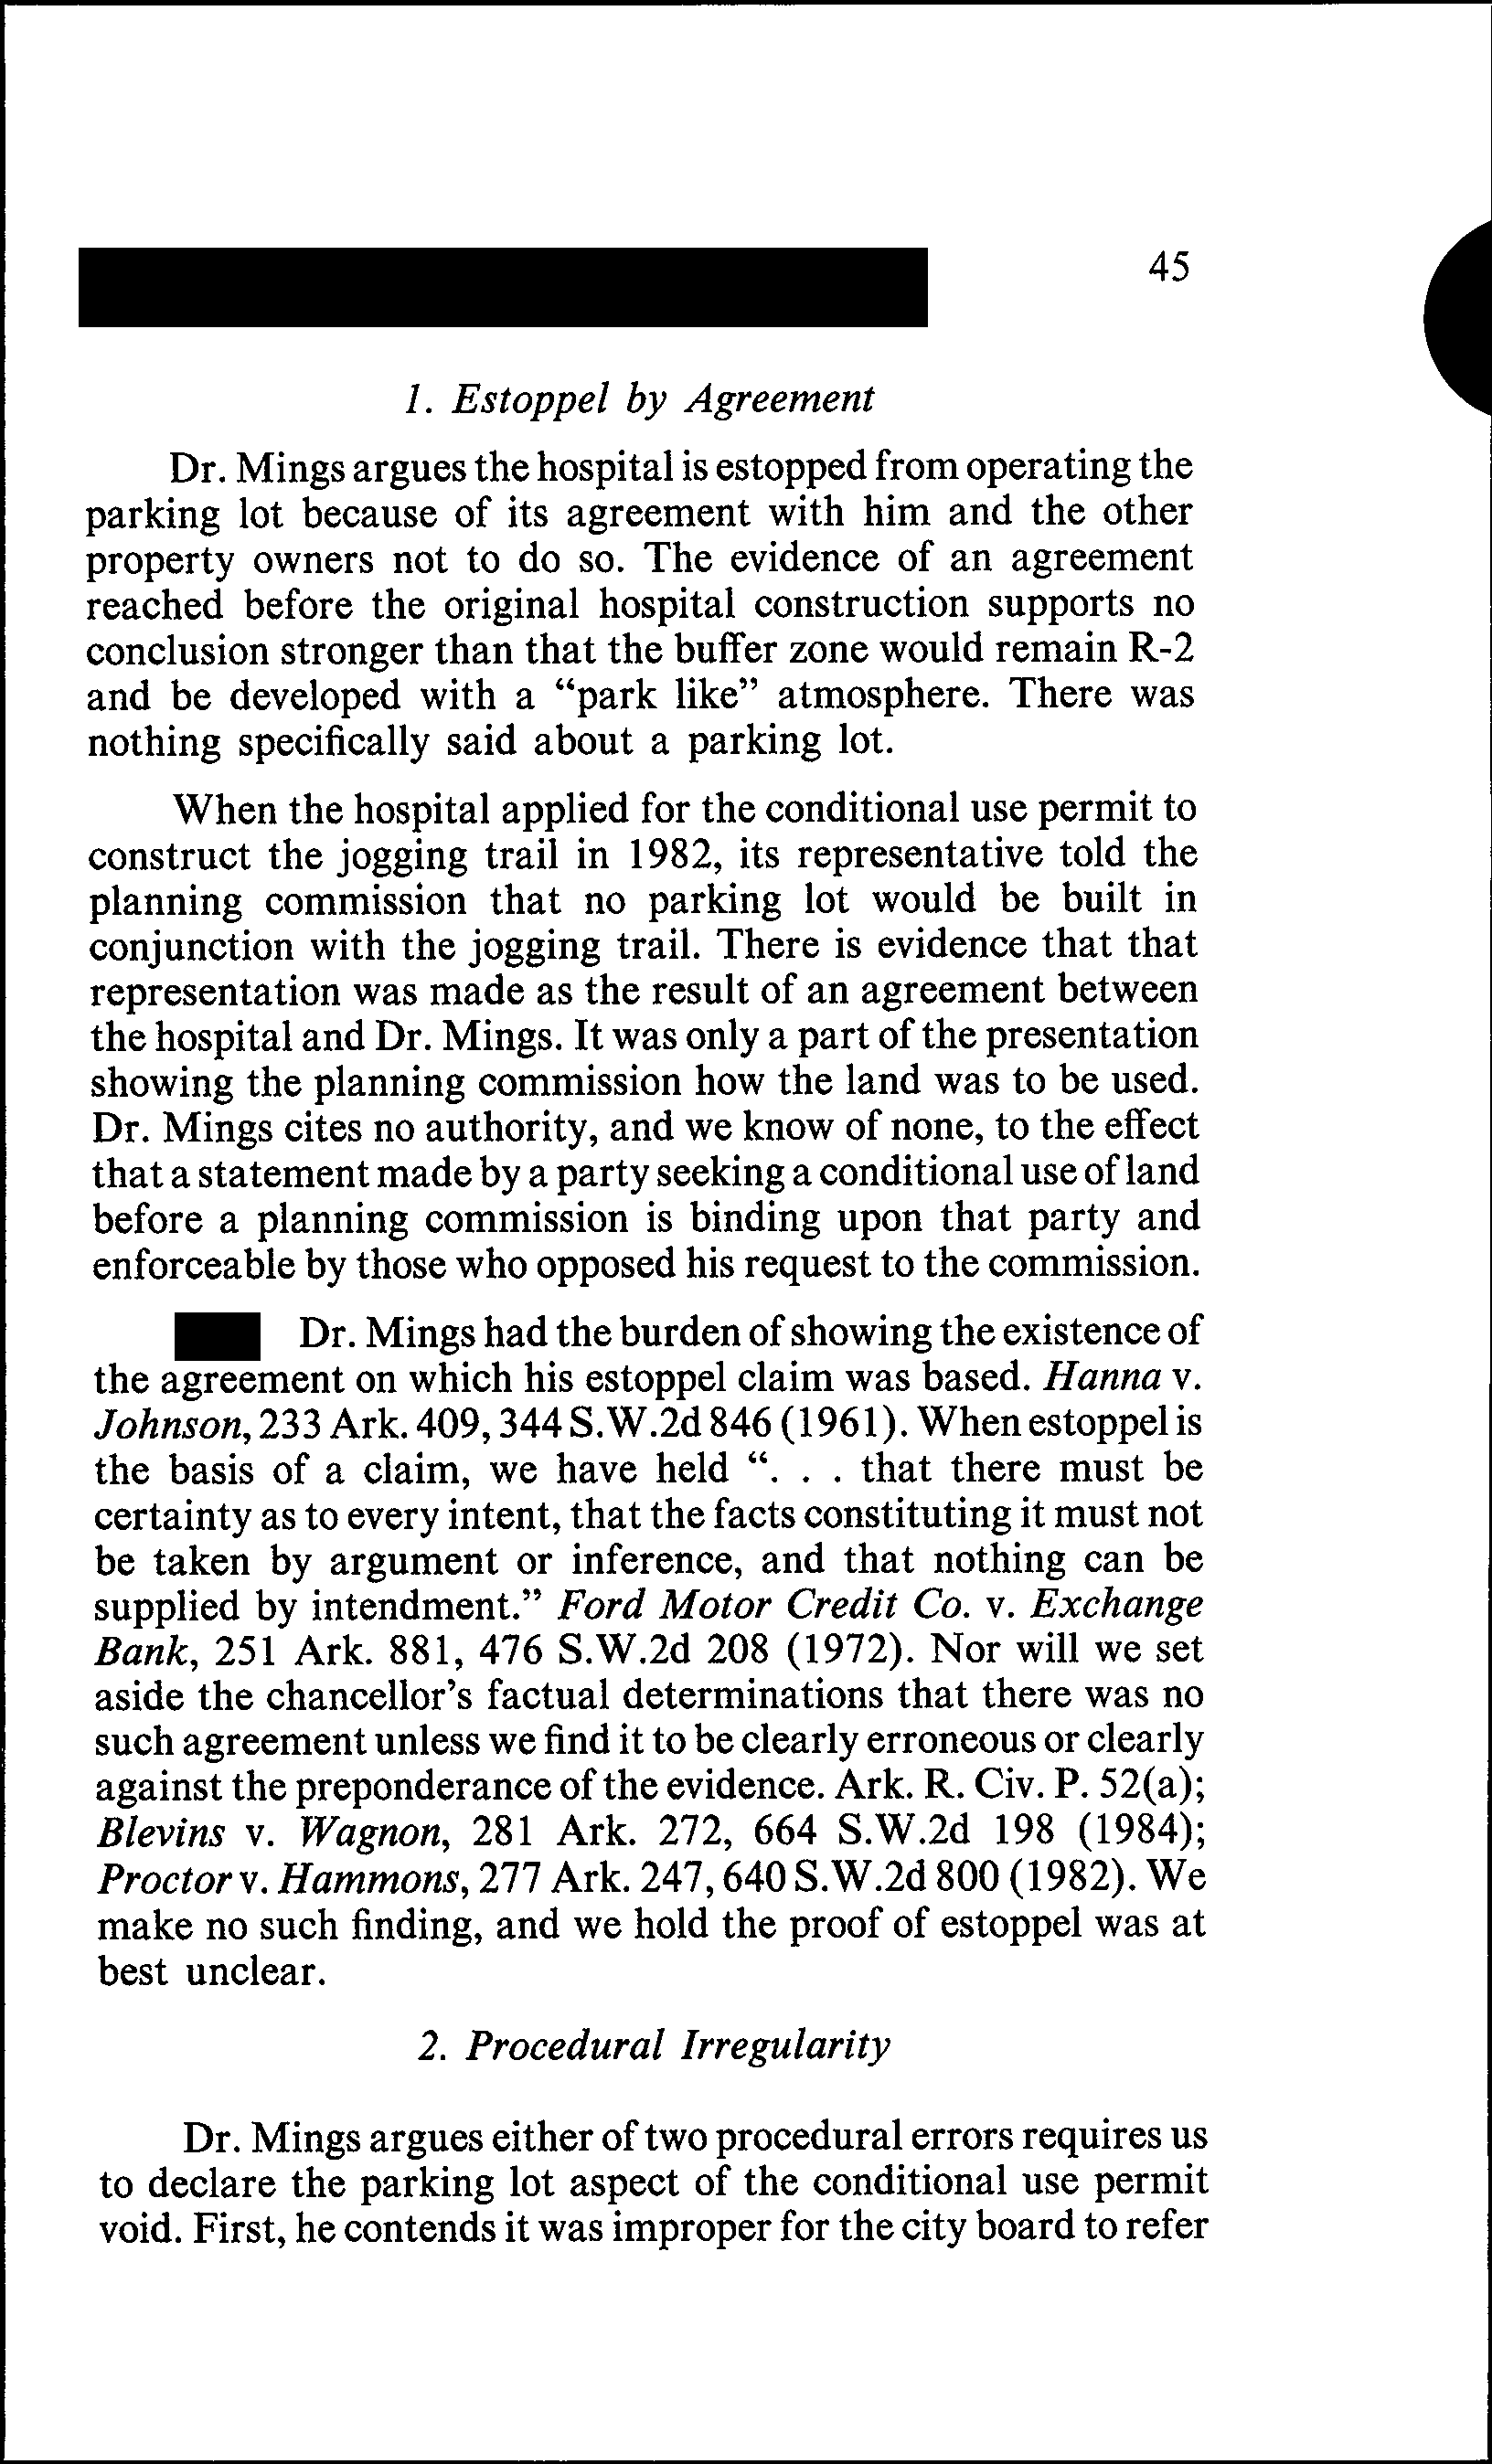 45
1. Estoppel by Agreement
Dr. Mings argues the hospital is estopped from operating the
parking lot because of its agreement with him and the other
property owners not to do so. The evidence of an agreement
reached before the original hospital construction supports no
conclusion stronger than that the buffer zone would remain R-2
and be developed with a “park like” atmosphere. There was
nothing specifically said about a parking lot.
When the hospital applied for the conditional use permit to
construct the jogging trail in 1982, its representative told the
planning commission that no parking lot would be built in
conjunction with the jogging trail. There is evidence that that
representation was made as the result of an agreement between
the hospital and Dr. Mings. It was only a part of the presentation
showing the planning commission how the land was to be used.
Dr. Mings cites no authority, and we know of none, to the effect
that a statement made by a party seeking a conditional use of land
before a planning commission is binding upon that party and
enforceable by those who opposed his request to the commission.
Dr. Mings had the burden of showing the existence of
the agreement on which his estoppel claim was based. Hanna v.
Johnson, 233 Ark. 409, 344 S.W.2d 846 (1961). When estoppel is
the basis of a claim, we have held “. . . that there must be
certainty as to every intent, that the facts constituting it must not
be taken by argument or inference, and that nothing can be
supplied by intendment.” Ford Motor Credit Co. v. Exchange
Bank, 251 Ark. 881, 476 S.W.2d 208 (1972). Nor will we set
aside the chancellor’s factual determinations that there was no
such agreement unless we find it to be clearly erroneous or clearly
against the preponderance of the evidence. Ark. R. Civ. P. 52(a);
Blevins v. Wagnon, 281 Ark. 272, 664 S.W.2d 198 (1984);
Proctor v. Hammons, 277 Ark. 247, 640 S.W.2d 800 (1982). We
make no such finding, and we hold the proof of estoppel was at
best unclear.
2. Procedural Irregularity
Dr. Mings argues either of two procedural errors requires us
to declare the parking lot aspect of the conditional use permit
void. First, he contends it was improper for the city board to refer